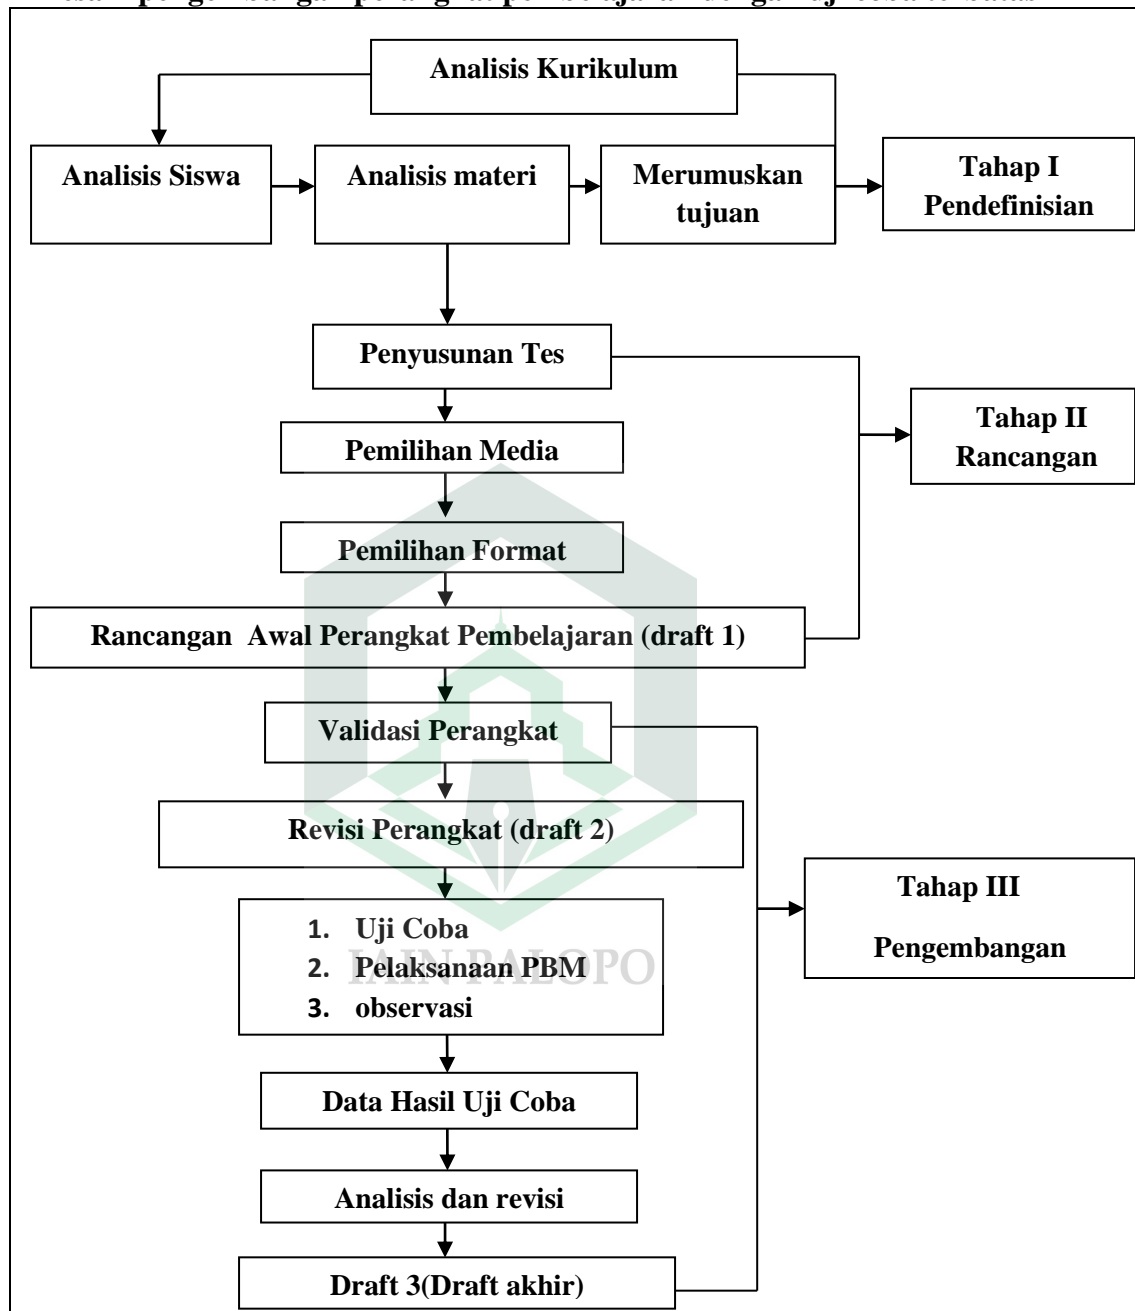 Analisis Kurikulum
Analisis Siswa
Analisis materi
Merumuskan
tujuan
Tahap I
Pendefinisian
Penyusunan Tes
Tahap II
Rancangan
Pemilihan Media
Pemilihan Format
Rancangan Awal Perangkat Pembelajaran (draft 1)
Validasi Perangkat
Revisi Perangkat (draft 2)
Tahap III
Pengembangan
1. Uji Coba
2. Pelaksanaan PBM
3. observasi
IAIN PALOPO
Data Hasil Uji Coba
Analisis dan revisi
Draft 3(Draft akhir)